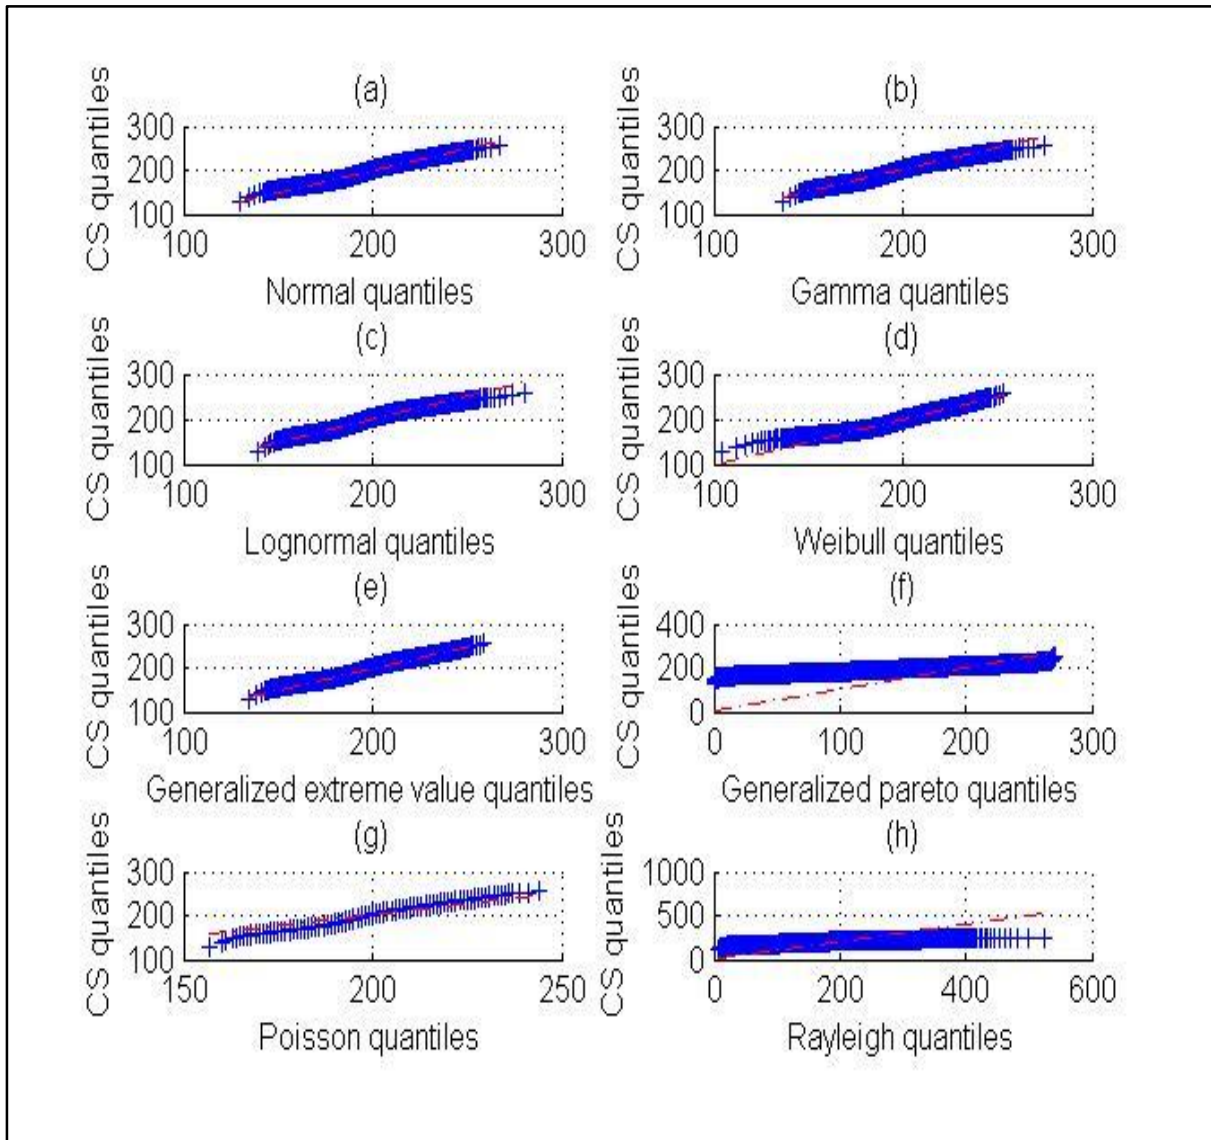 (a)
CS quantiles
300
200
100
100 200 300
Normal quantiles
(b)
CS quantiles
300
200
100
100 200 300
Gamma quantiles
(c)
CS quantiles
300
200
100
100 200 300
Lognormal quantiles
(d)
CS quantiles
300
200
100
100 200 300
Weibull quantiles
(e)
CS quantiles
300
200
100
100 200 300
Generalized extreme value quantiles
(f)
CS quantiles
400
200
0
0 100 200 300
Generalized pareto quantiles
(g)
CS quantiles
300
200
100
150 200 250
Poisson quantiles
(h)
CS quantiles
1000
500
0
0 200 400 600
Rayleigh quantiles